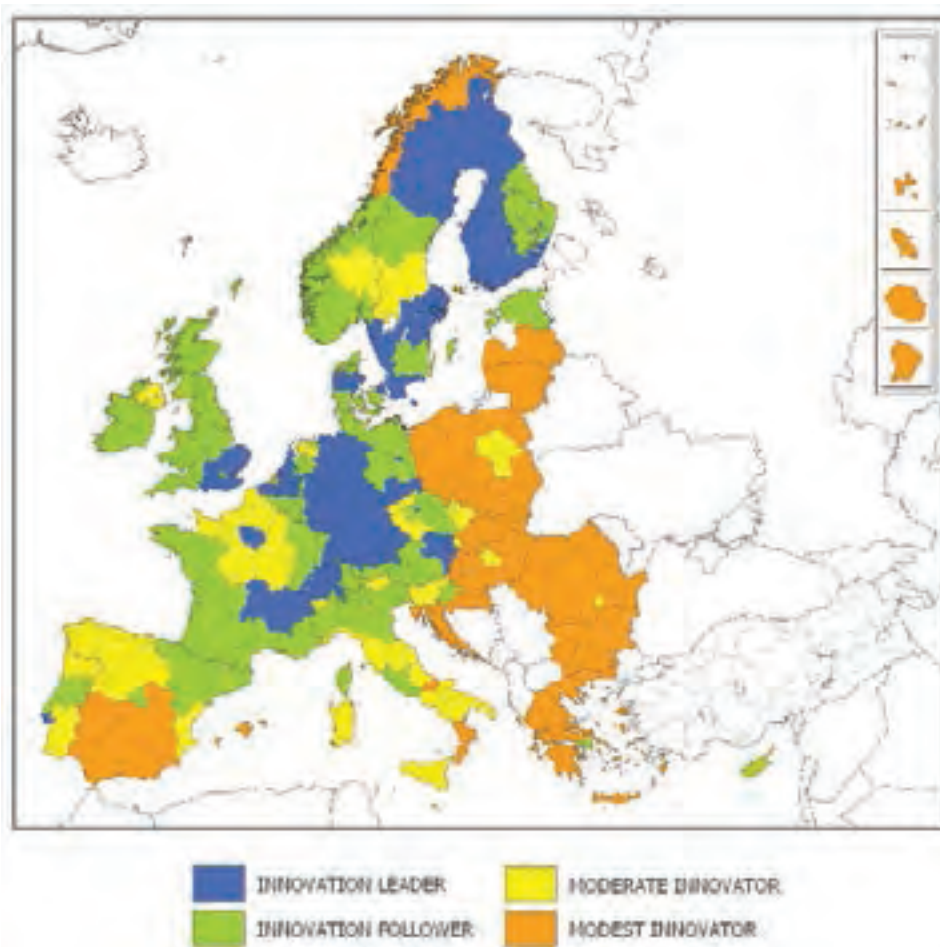 INNOVATION LEADER
MODERATE INNOVATOR
INNOVATION FOLLOWER
MODEST INNOVATOR